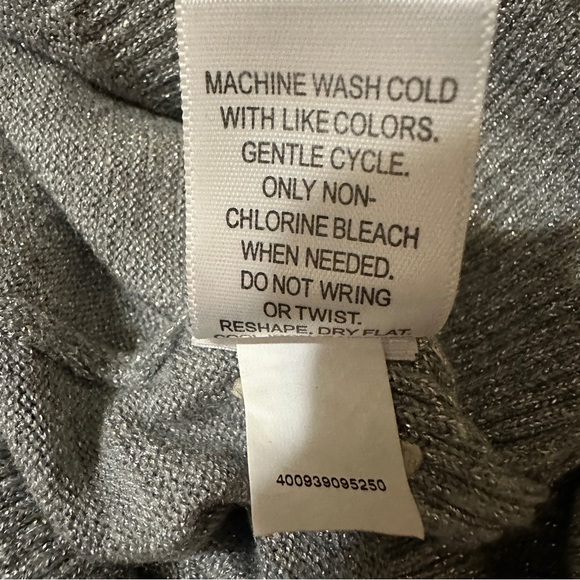 MACHINE WASH COLD
WITH LIKE COLORS.
GENTLE CYCLE.
ONLY NON-
CHLORINE BLEACH
WHEN NEEDED.
DO NOT WRING
OR TWIST.
RESHAPE, DRY FLAT.
400939095250